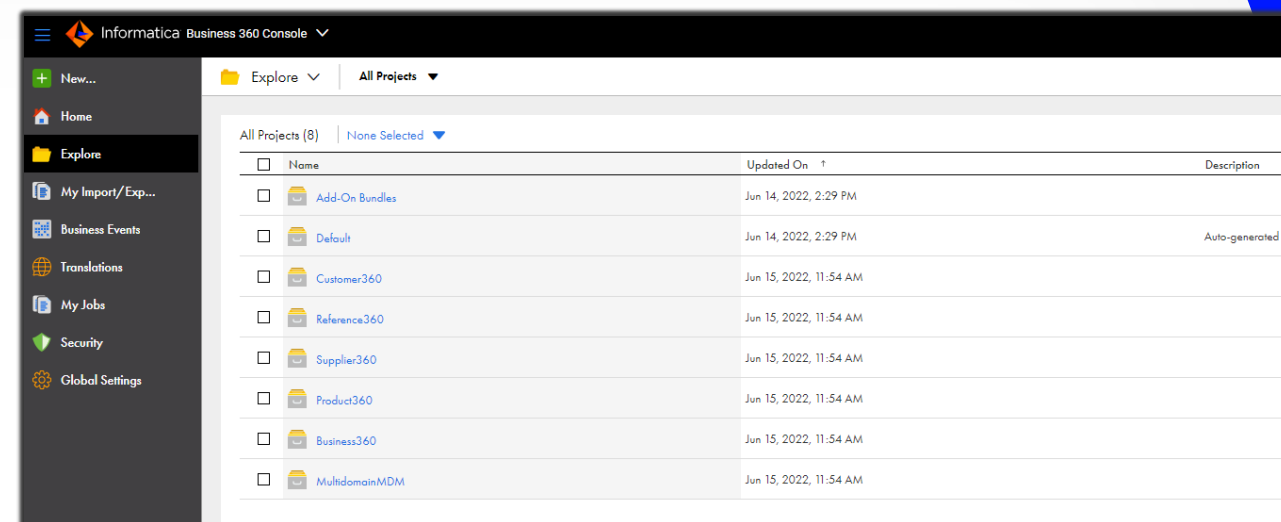 Informatica Business 360 Console
New...
Explore
All Projects
Home
All Projects (8) None Selected
Explore
Name Updated On ↑ Description
My Import/Exp...
Add-On Bundles Jun 14, 2022, 2:29 PM
Business Events
Default Jun 14, 2022, 2:29 PM Auto-generated
Translations
Customer360 Jun 15, 2022, 11:54 AM
My Jobs
Reference360 Jun 15, 2022, 11:54 AM
Security
Supplier360 Jun 15, 2022, 11:54 AM
Global Settings
Product360 Jun 15, 2022, 11:54 AM
Business360 Jun 15, 2022, 11:54 AM
MultidomainMDM Jun 15, 2022, 11:54 AM